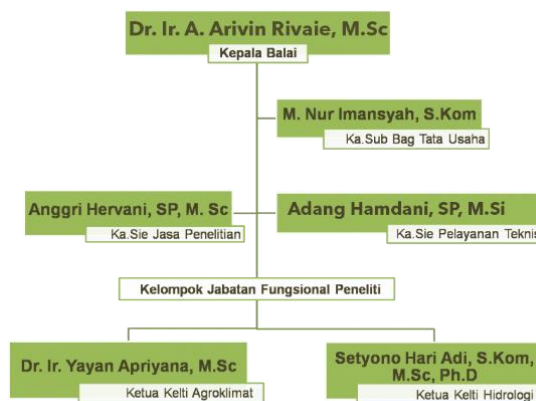 Dr. Ir. A. Arivin Rivaie, M.Sc
Kepala Balai
M. Nur Imansyah, S.Kom
Ka.Sub Bag Tata Usaha
Anggri Hervani, SP, M. Sc
Ka.Sie Jasa Penelitian
Adang Hamdani, SP, M.Si
Ka.Sie Pelayanan Teknis
Kelompok Jabatan Fungsional Peneliti
Dr. Ir. Yayan Apriyana, M.Sc
Ketua Kelti Agroklimat
Setyono Hari Adi, S.Kom,
M.Sc, Ph.D
Ketua Kelti Hidrologi